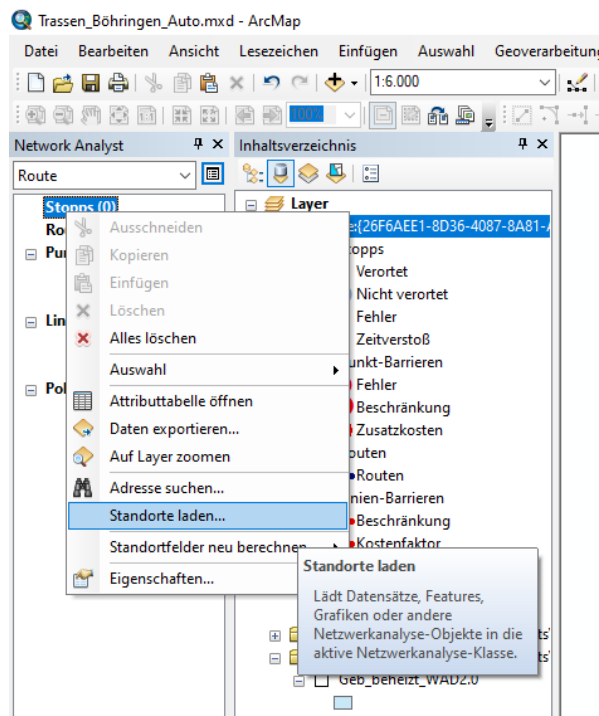 Trassen_Böhringen_Auto.mxd - ArcMap
Datei Bearbeiten Ansicht Lesezeichen Einfügen Auswahl Geoverarbeitung
1:6.000
100%
Network Analyst
Inhaltsverzeichnis
Route
Stopps (0)
Layer
Ausschneiden
Kopieren
Verortet
Einfügen
Nicht verortet
Löschen
Fehler
Alles löschen
Zeitverstoß
Auswahl
Fehler
Attributtabelle öffnen
Beschränkung
Daten exportieren...
Zusatzkosten
Auf Layer zoomen
Routen
Adresse suchen...
Standorte laden...
Beschränkung
Standortfelder neu berechnen
Kostenfaktor
Eigenschaften...
Standorte laden
Lädt Datensätze, Features,
Grafiken oder andere
Netzwerkanalyse-Objekte in die
aktive Netzwerkanalyse-Klasse.
Geb_beheizt_WAD2.0